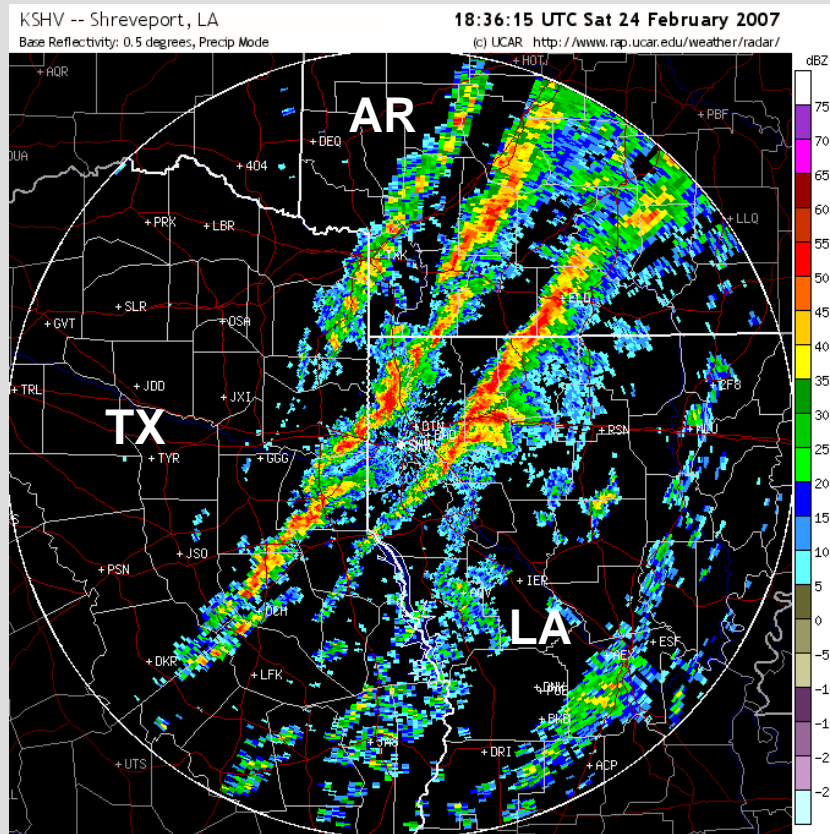 KSHV -- Shreveport, LA 18:36:15 UTC Sat 24 February 2007
Base Reflectivity: 0.5 degrees, Precip Mode (c) UCAR http://www.rap.ucar.edu/weather/radar/
dBZ
HOT
AQR
75
AR
PBF
70
DEQ
65
404
60
PRX
LBR
LLQ
55
TXK
50
SLR
ELD
GVT
OSA
45
40
35
TRL
JDD
JXI
30
TX
DTN
25
RSN
TYR
GGG
20
15
JSO
10
PSN
IER
5
LA
0
ESF
DKR
-5
LFK
DRI
UTS
ACP